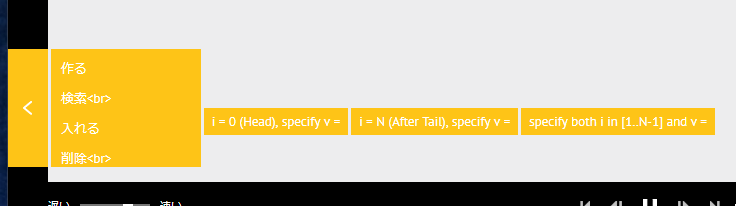 作る
検索<br>
入れる
i = 0 (Head), specify v =
i = N (After Tail), specify v =
specify both i in [1..N-1] and v =
削除<br>
遅い
速い